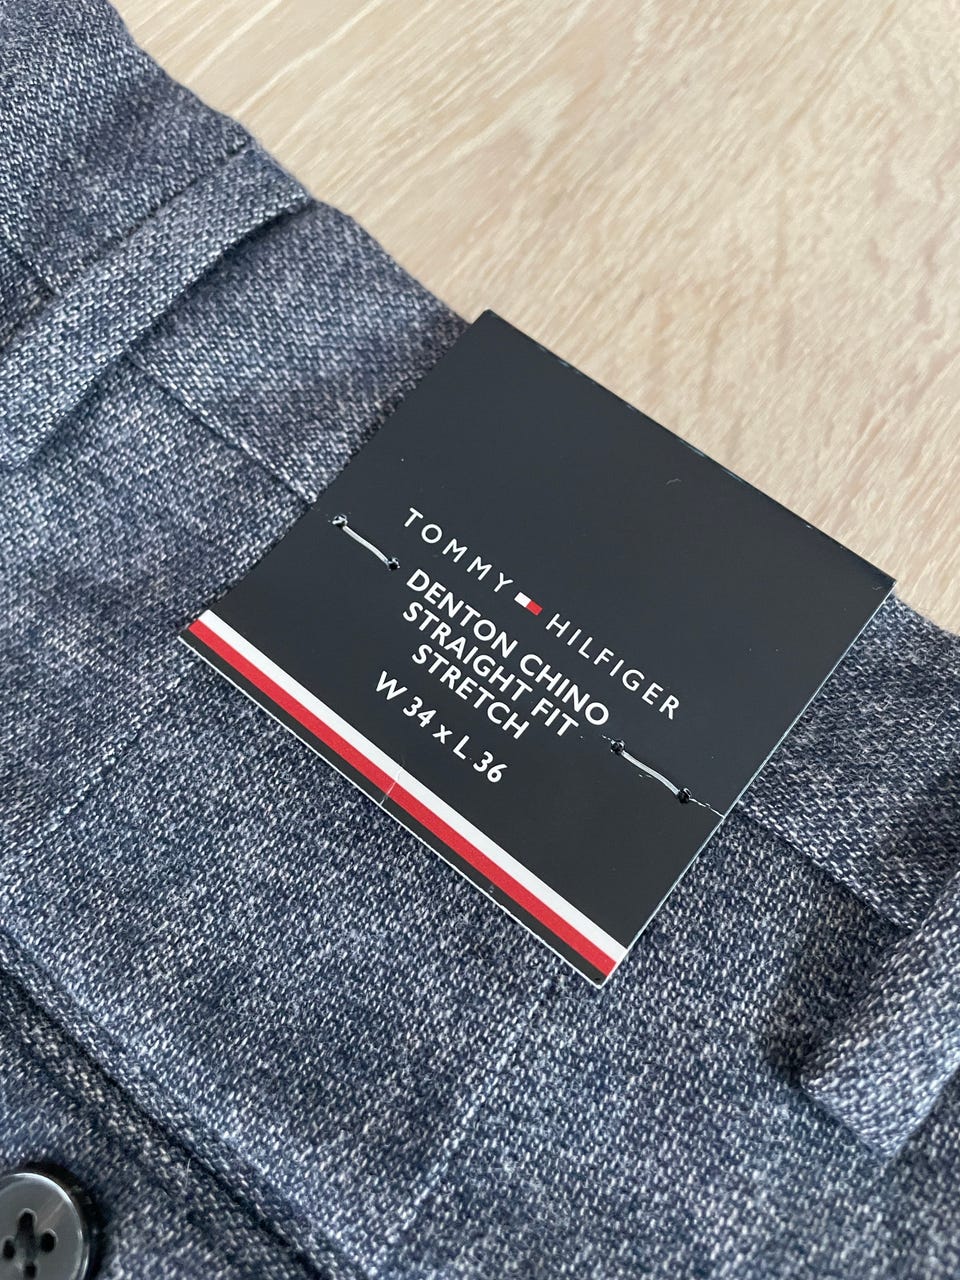 TOMMY HILFIGER
DENTON CHINO
STRAIGHT FIT
STRETCH
W 34 x L 36